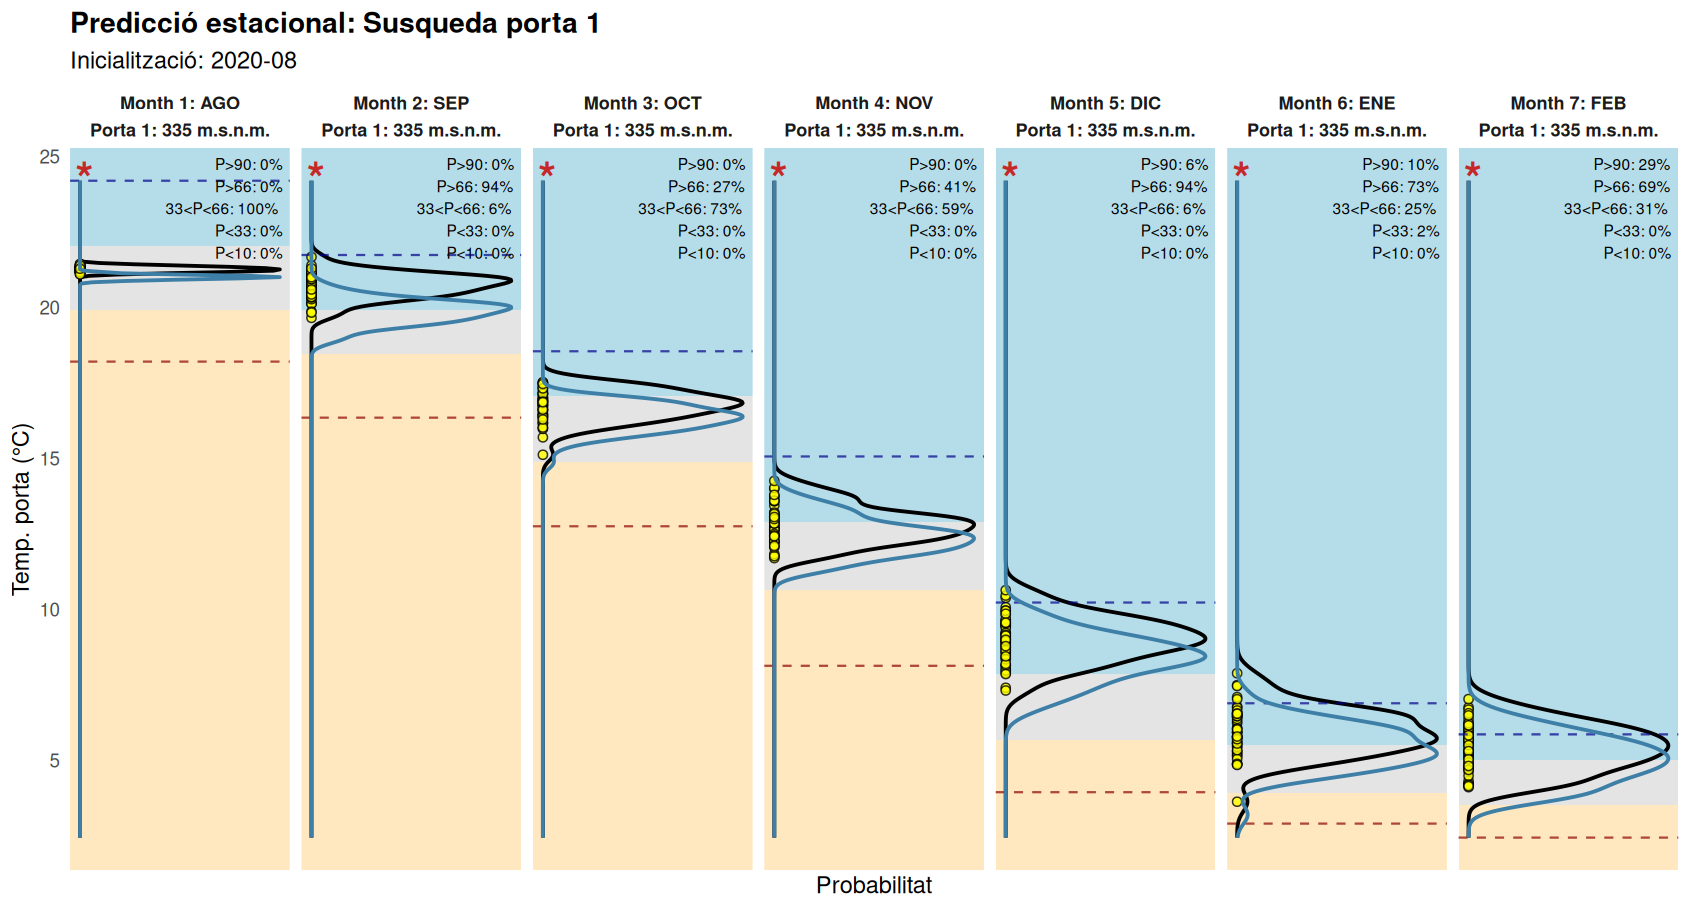 Predicció estacional: Susqueda porta 1
Inicialització: 2020-08
Month 1: AGO
Porta 1: 335 m.s.n.m.
Month 2: SEP
Porta 1: 335 m.s.n.m.
Month 3: OCT
Porta 1: 335 m.s.n.m.
Month 4: NOV
Porta 1: 335 m.s.n.m.
Month 5: DIC
Porta 1: 335 m.s.n.m.
Month 6: ENE
Porta 1: 335 m.s.n.m.
Month 7: FEB
Porta 1: 335 m.s.n.m.
Temp. porta (°C)
25
20
15
10
5
*
P>90: 0%
P>66: 0%
33<P<66: 100%
P<33: 0%
P<10: 0%
*
P>90: 0%
P>66: 94%
33<P<66: 6%
P<33: 0%
P<10: 0%
*
P>90: 0%
P>66: 27%
33<P<66: 73%
P<33: 0%
P<10: 0%
*
P>90: 0%
P>66: 41%
33<P<66: 59%
P<33: 0%
P<10: 0%
*
P>90: 6%
P>66: 94%
33<P<66: 6%
P<33: 0%
P<10: 0%
*
P>90: 10%
P>66: 73%
33<P<66: 25%
P<33: 2%
P<10: 0%
*
P>90: 29%
P>66: 69%
33<P<66: 31%
P<33: 0%
P<10: 0%
Probabilitat